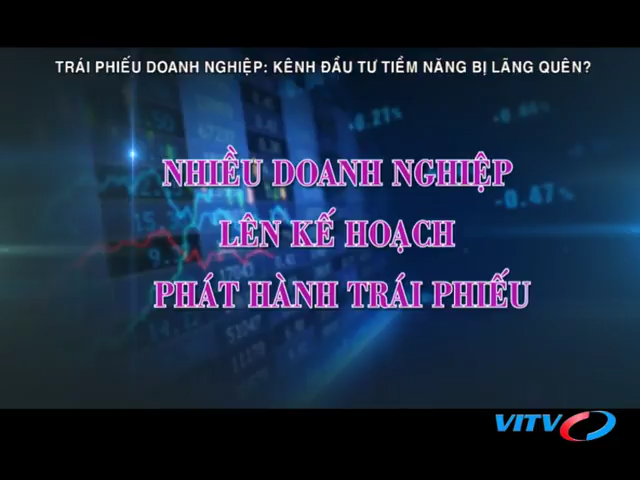 TRÁI PHIẾU DOANH NGHIỆP: KÊNH ĐẦU TƯ TIỀM NĂNG BỊ LÃNG QUÊN?
NHIỀU DOANH NGHIỆP
LÊN KẾ HOẠCH
PHÁT HÀNH TRÁI PHIẾU
VITV